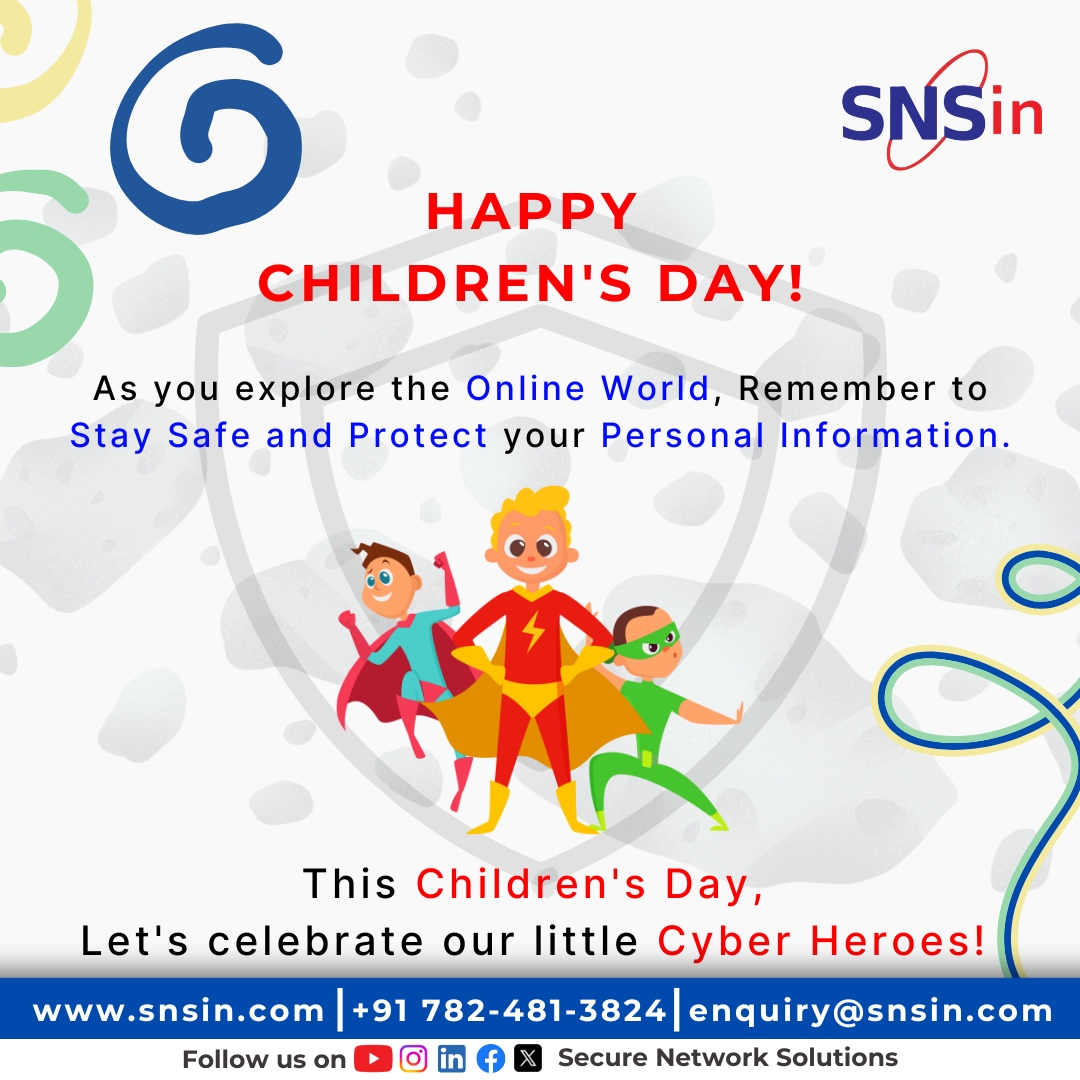 SNSin
HAPPY
CHILDREN'S DAY!
As you explore the Online World, Remember to
Stay Safe and Protect your Personal Information.
This Children's Day,
Let's celebrate our little Cyber Heroes!
www.snsin.com | +91 782-481-3824 | enquiry@snsin.com
Follow us on Secure Network Solutions